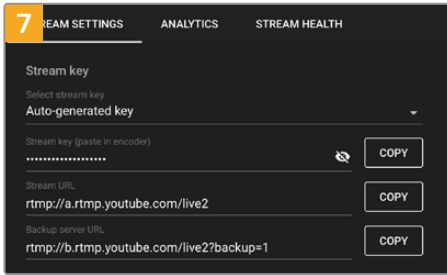 7
REAM SETTINGS ANALYTICS STREAM HEALTH
Stream key
Select stream key
Auto-generated key
Stream key (paste in encoder)
•••••••••••••••••••
COPY
Stream URL
rtmp://a.rtmp.youtube.com/live2
COPY
Backup server URL
rtmp://b.rtmp.youtube.com/live2?backup=1
COPY